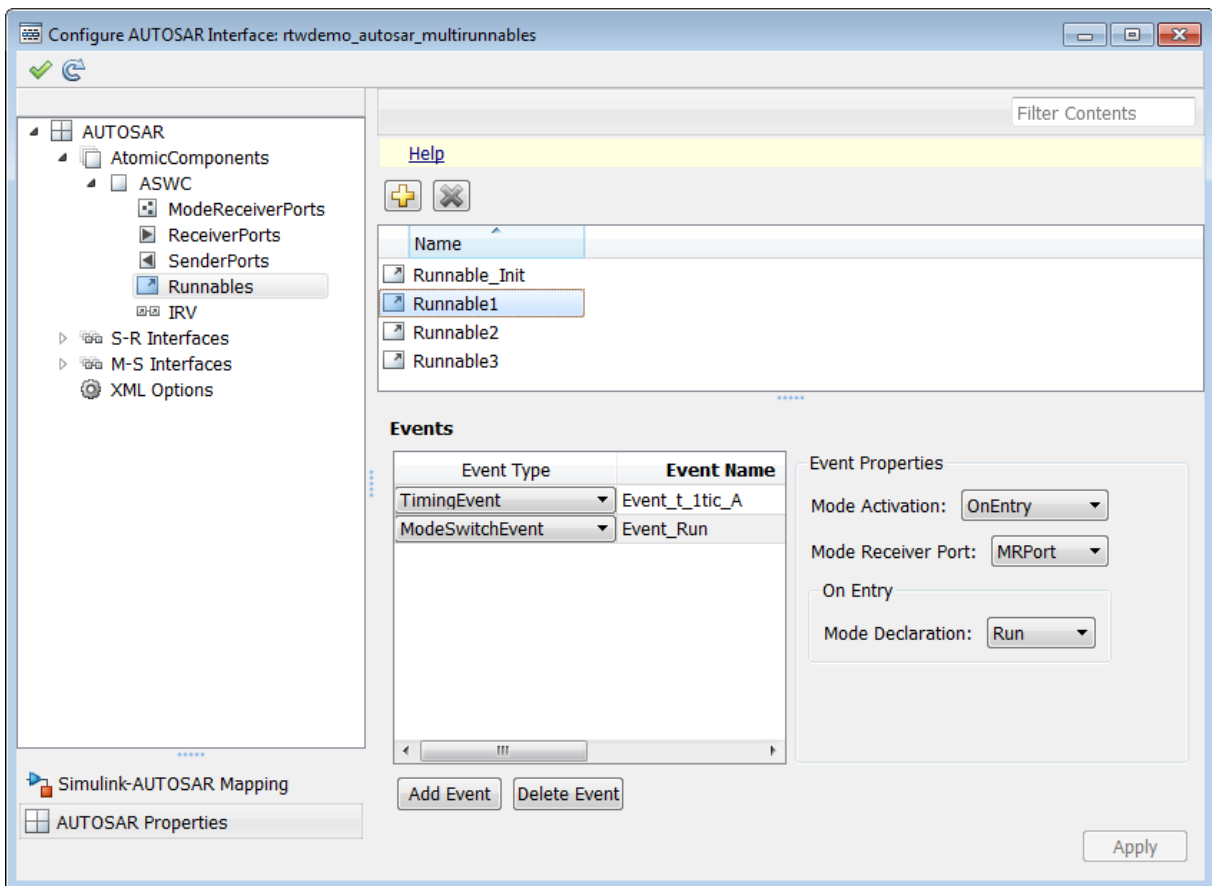 Configure AUTOSAR Interface: rtwdemo_autosar_multirunnables
Filter Contents
AUTOSAR
AtomicComponents
ASWC
ModeReceiverPorts
ReceiverPorts
SenderPorts
Runnables
IRV
S-R Interfaces
M-S Interfaces
XML Options
Simulink-AUTOSAR Mapping
AUTOSAR Properties
Help
Name
Runnable_Init
Runnable1
Runnable2
Runnable3
Events
Event Type Event Name
TimingEvent Event_t_1tic_A
ModeSwitchEvent Event_Run
Add Event Delete Event
Event Properties
Mode Activation: OnEntry
Mode Receiver Port: MRPort
On Entry
Mode Declaration: Run
Apply